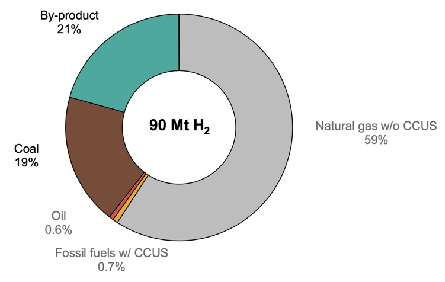 By-product
21%
90 Mt H₂
Natural gas w/o CCUS
59%
Coal
19%
Oil
0.6%
Fossil fuels w/ CCUS
0.7%